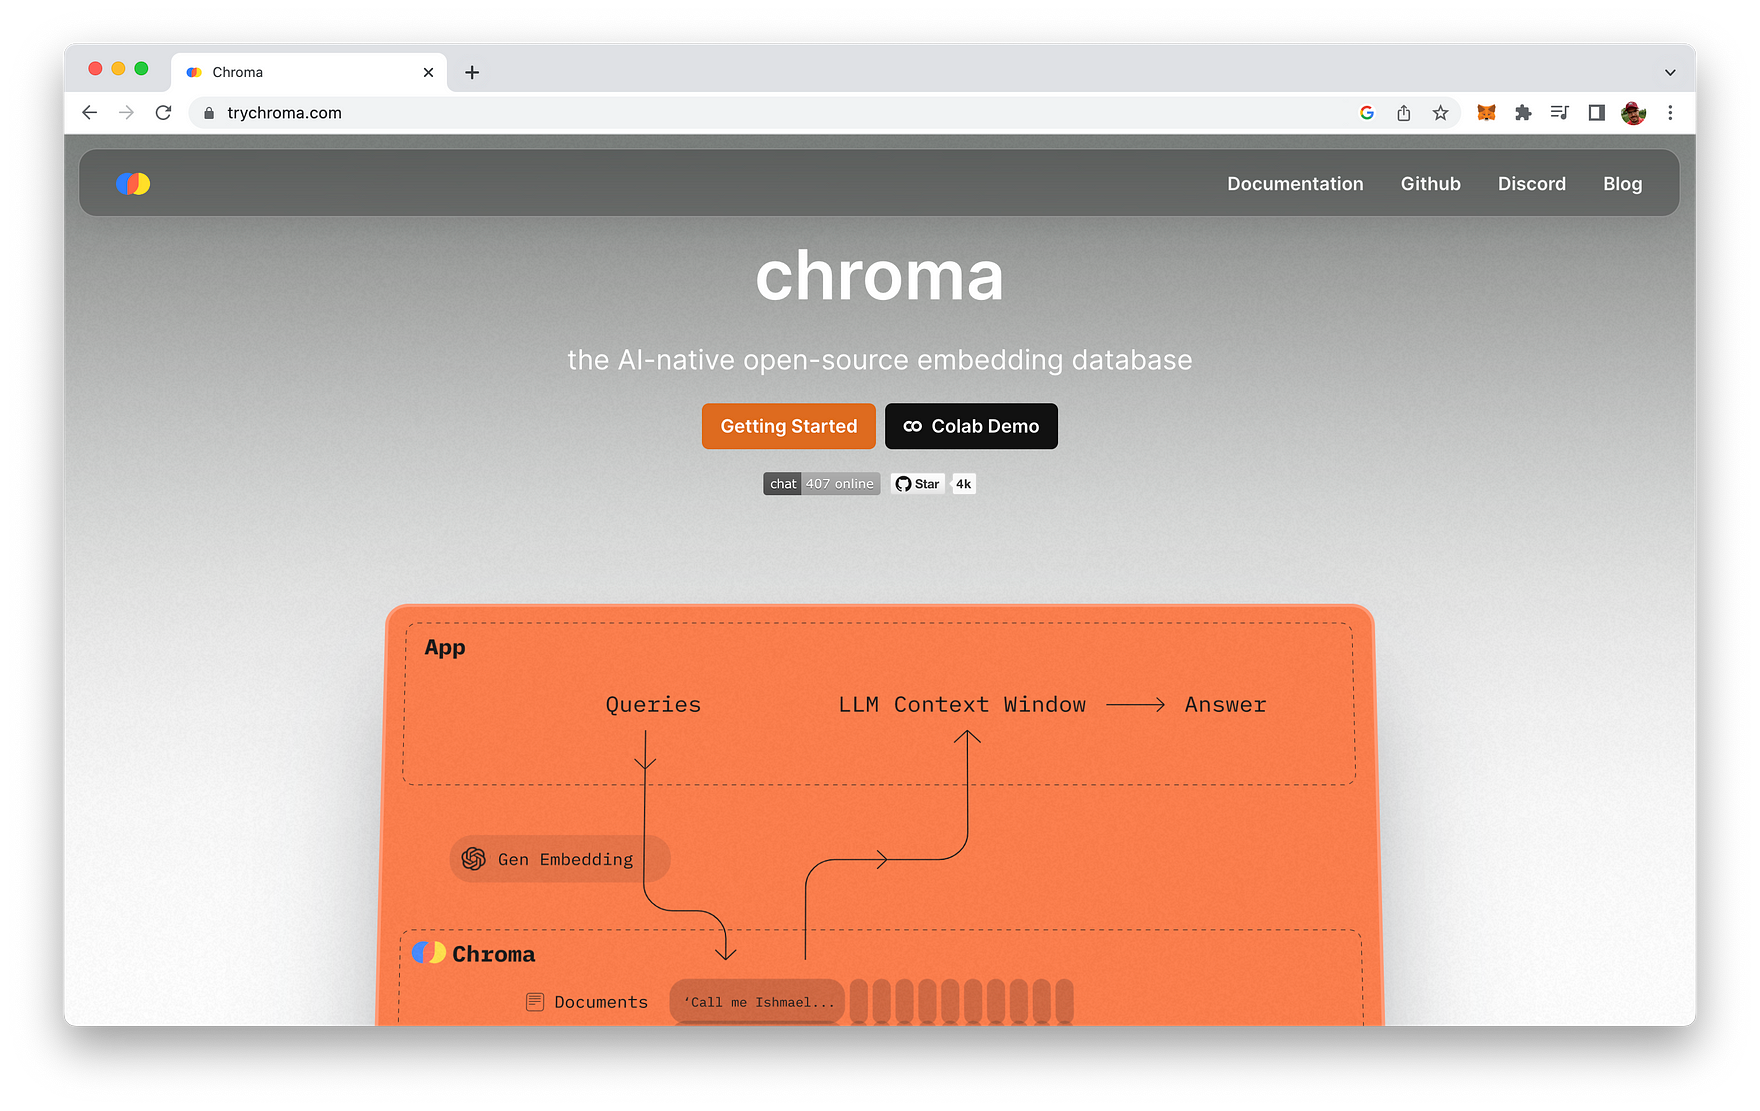 Chroma
trychroma.com
Documentation Github Discord Blog
chroma
the AI-native open-source embedding database
Getting Started Colab Demo
chat 407 online Star 4k
App
Queries LLM Context Window Answer
Gen Embedding
Chroma
Documents ‘Call me Ishmael...